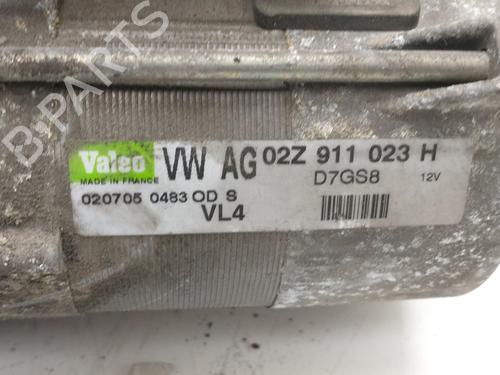 B-PARTS
Valeo VW AG 02Z 911 023 H
MADE IN FRANCE D7GS8 12V
020705 0483 OD S
VL4